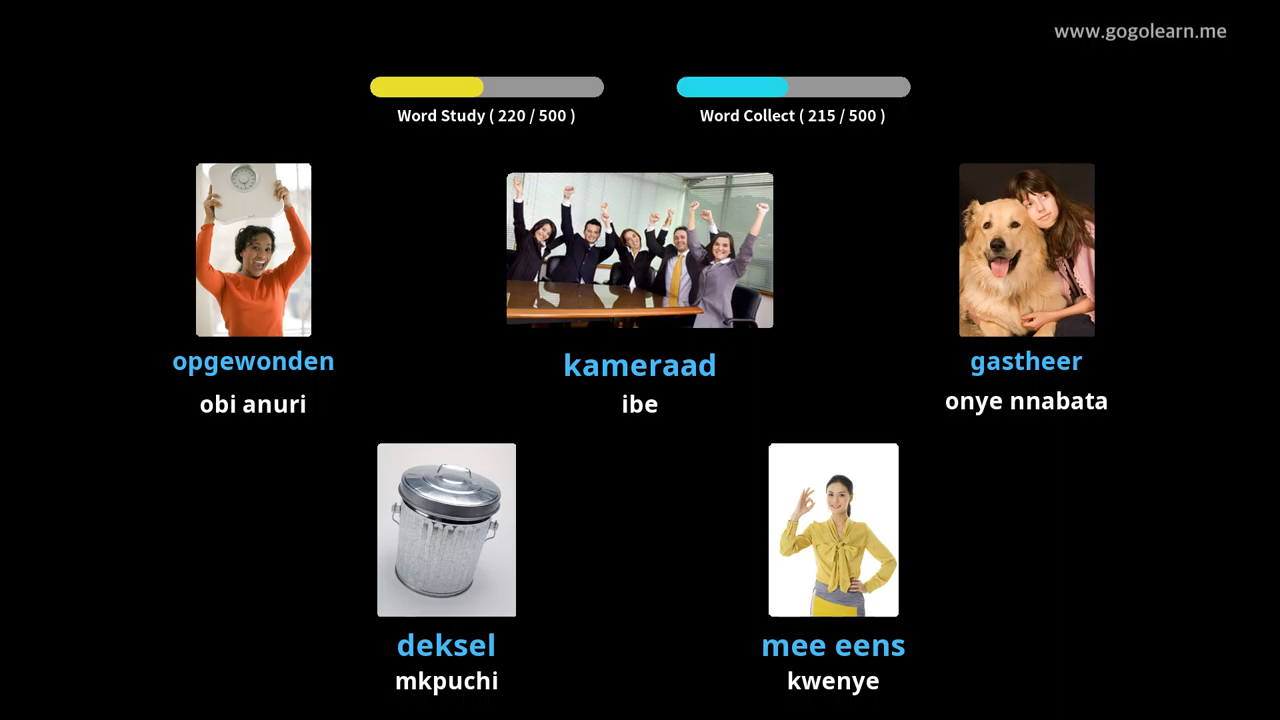 www.gogolearn.me
Word Study ( 220 / 500 )
Word Collect ( 215 / 500 )
opgewonden
obi anuri
kameraad
ibe
gastheer
onye nnabata
deksel
mkpuchi
mee eens
kwenye